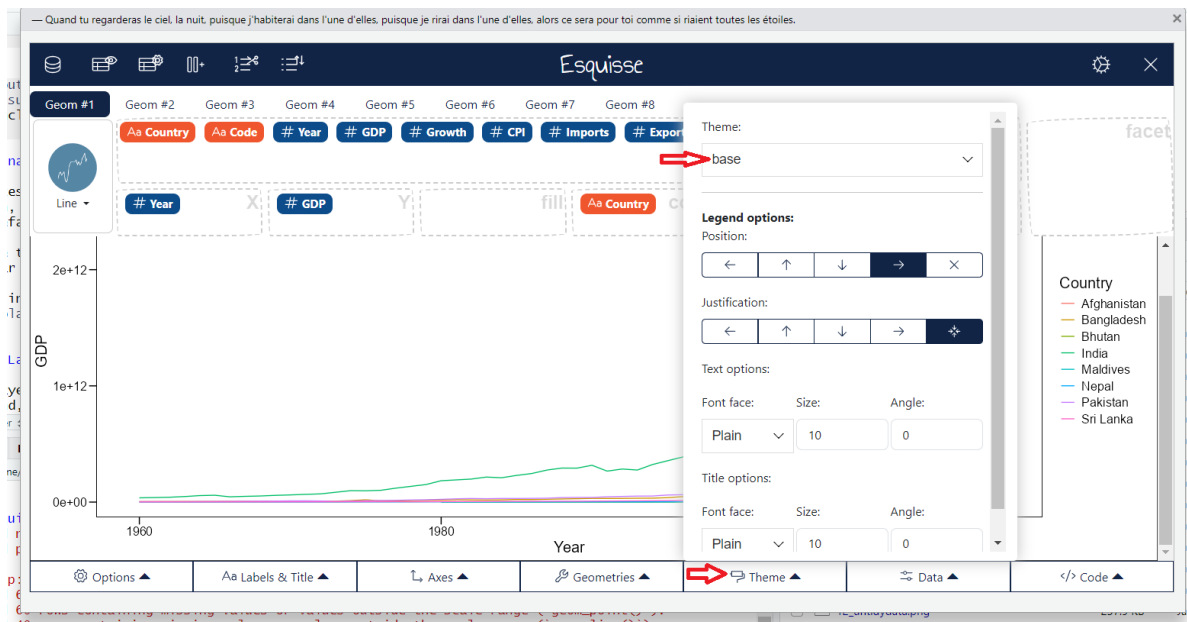 — Quand tu regarderas le ciel, la nuit, puisque j'habiterai dans l'une d'elles, puisque je rirai dans l'une d'elles, alors ce sera pour toi comme si riaient toutes les étoiles.
Esquisse
Geom #1 Geom #2 Geom #3 Geom #4 Geom #5 Geom #6 Geom #7 Geom #8
Aa Country Aa Code # Year # GDP # Growth # CPI # Imports # Export
facet
Line
# Year X # GDP Y fill Aa Country
Theme:
base
Legend options:
Position:
Justification:
Text options:
Font face: Size: Angle:
Plain 10 0
Title options:
Font face: Size: Angle:
Plain 10 0
2e+12
1e+12
0e+00
GDP
1960 1980
Year
Country
Afghanistan
Bangladesh
Bhutan
India
Maldives
Nepal
Pakistan
Sri Lanka
Options Aa Labels & Title Axes Geometries Theme Data </> Code